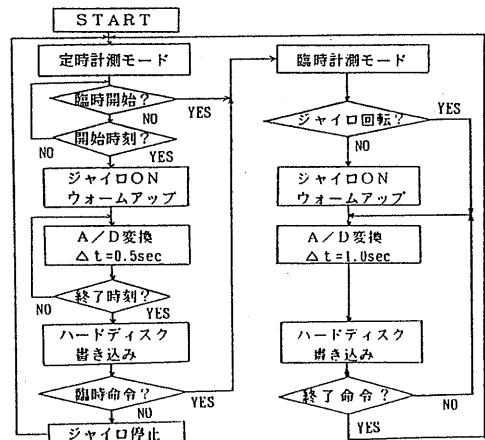 START
定時計測モード
臨時開始?
YES
NO
開始時刻?
NO
YES
ジャイロON
ウォームアップ
A/D変換
Δt=0.5sec
終了時刻?
NO
YES
ハードディスク
書き込み
臨時命令?
YES
NO
ジャイロ停止
臨時計測モード
ジャイロ回転?
YES
NO
ジャイロON
ウォームアップ
A/D変換
Δt=1.0sec
ハードディスク
書き込み
終了命令?
NO
YES